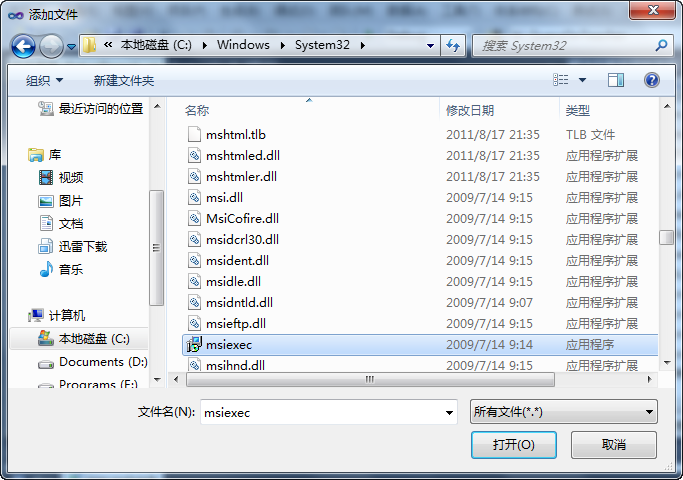 添加文件
« 本地磁盘 (C:) Windows System32 搜索 System32
组织 新建文件夹
最近访问的位置
库
视频
图片
文档
迅雷下载
音乐
计算机
本地磁盘 (C:)
Documents (D:)
Programs (E:)
名称 修改日期 类型
mshtml.tlb 2011/8/17 21:35 TLB 文件
mshtmled.dll 2011/8/17 21:35 应用程序扩展
mshtmler.dll 2011/8/17 21:35 应用程序扩展
msi.dll 2009/7/14 9:15 应用程序扩展
MsiCofire.dll 2009/7/14 9:15 应用程序扩展
msidcrl30.dll 2009/7/14 9:15 应用程序扩展
msident.dll 2009/7/14 9:15 应用程序扩展
msidle.dll 2009/7/14 9:15 应用程序扩展
msidntld.dll 2009/7/14 9:07 应用程序扩展
msieftp.dll 2009/7/14 9:15 应用程序扩展
msiexec 2009/7/14 9:14 应用程序
msihnd.dll 2009/7/14 9:15 应用程序扩展
文件名(N): msiexec 所有文件(*.*)
打开(O) 取消